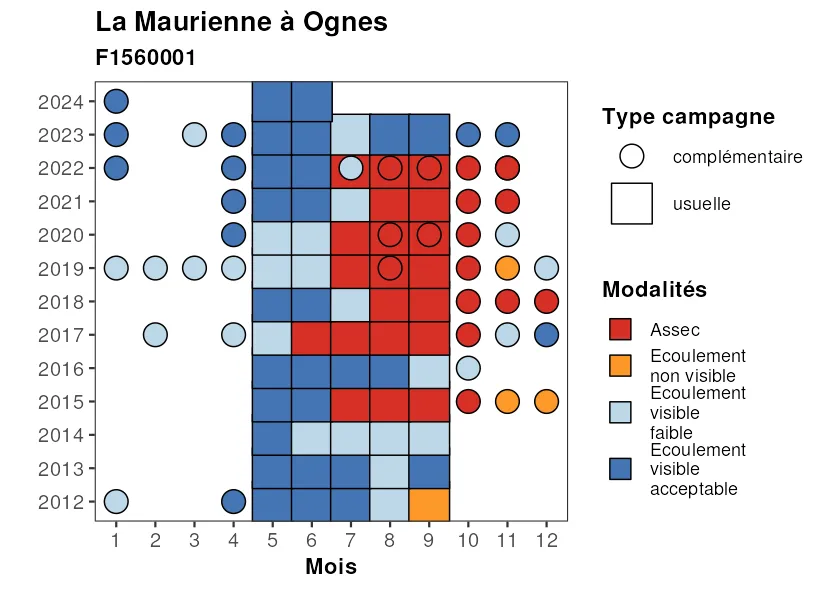 La Maurienne à Ognes
F1560001
2024
2023
2022
2021
2020
2019
2018
2017
2016
2015
2014
2013
2012
1 2 3 4 5 6 7 8 9 10 11 12
Mois
Type campagne
complémentaire
usuelle
Modalités
Assec
Ecoulement
non visible
Ecoulement
visible
faible
Ecoulement
visible
acceptable